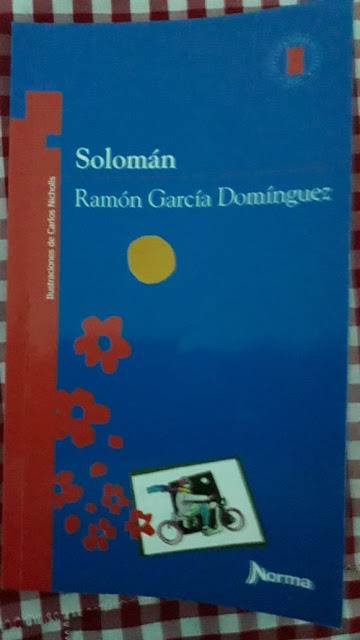 Solomán
Ramón García Domínguez
Ilustraciones de Carlos Nicholls
Norma